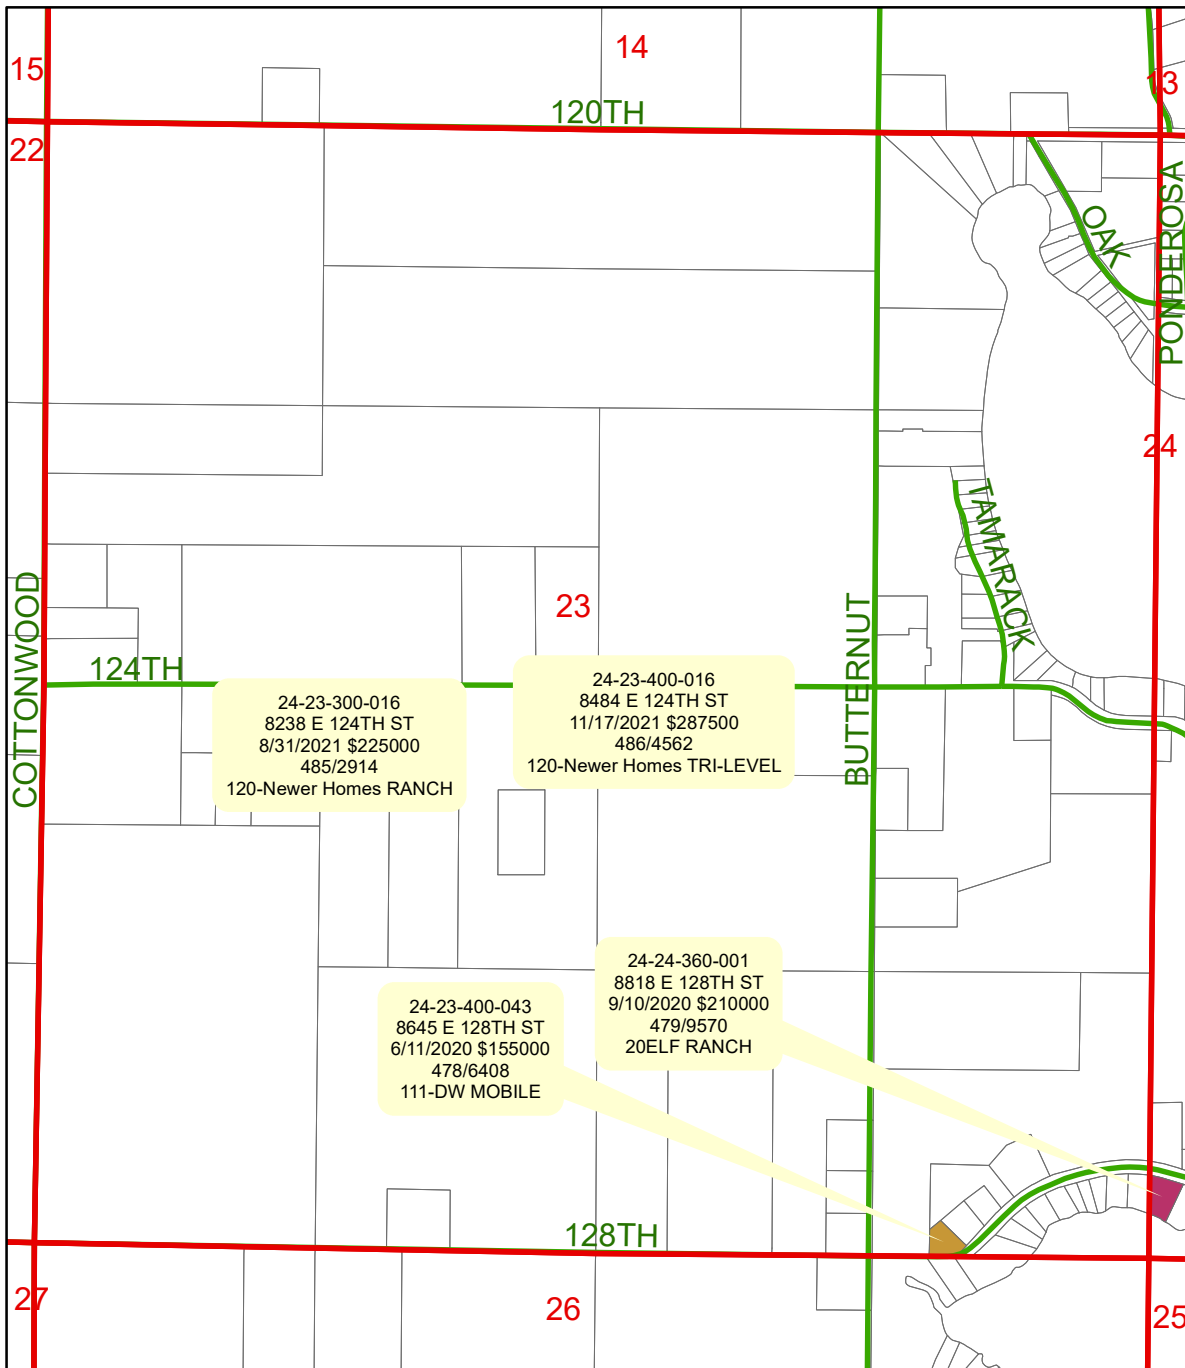 14
15
13
120TH
22
PONDEROSA
OAK
24
TAMARACK
COTTONWOOD
23
BUTTERNUT
124TH
24-23-300-016
8238 E 124TH ST
8/31/2021 $225000
485/2914
120-Newer Homes RANCH
24-23-400-016
8484 E 124TH ST
11/17/2021 $287500
486/4562
120-Newer Homes TRI-LEVEL
24-24-360-001
8818 E 128TH ST
9/10/2020 $210000
479/9570
20ELF RANCH
24-23-400-043
8645 E 128TH ST
6/11/2020 $155000
478/6408
111-DW MOBILE
128TH
27
26
25